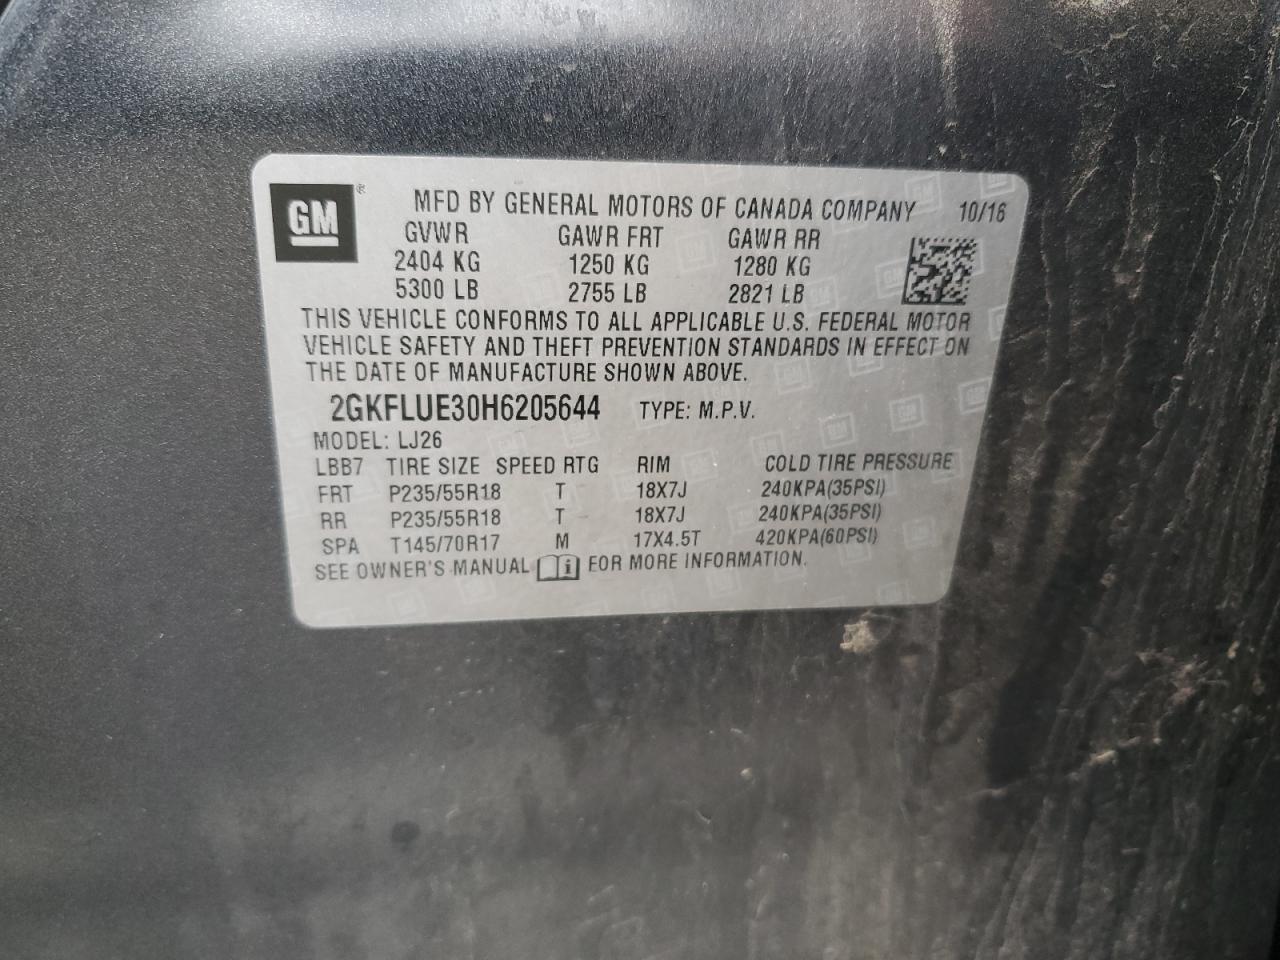 GM ®
MFD BY GENERAL MOTORS OF CANADA COMPANY 10/16
GVWR GAWR FRT GAWR RR
2404 KG 1250 KG 1280 KG
5300 LB 2755 LB 2821 LB
THIS VEHICLE CONFORMS TO ALL APPLICABLE U.S. FEDERAL MOTOR
VEHICLE SAFETY AND THEFT PREVENTION STANDARDS IN EFFECT ON
THE DATE OF MANUFACTURE SHOWN ABOVE.
2GKFLUE30H6205644 TYPE: M.P.V.
MODEL: LJ26
LBB7 TIRE SIZE SPEED RTG RIM COLD TIRE PRESSURE
FRT P235/55R18 T 18X7J 240KPA(35PSI)
RR P235/55R18 T 18X7J 240KPA(35PSI)
SPA T145/70R17 M 17X4.5T 420KPA(60PSI)
SEE OWNER'S MANUAL i FOR MORE INFORMATION.